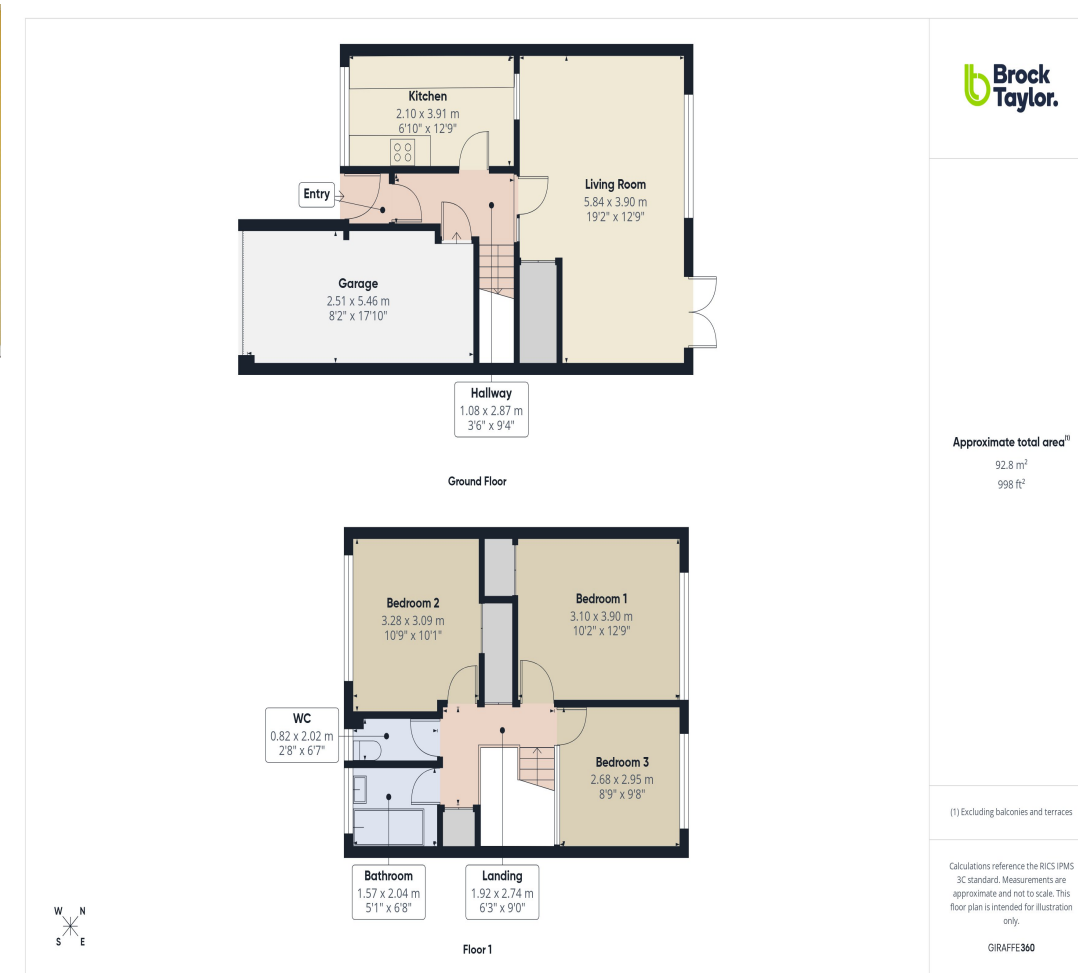 Brock
Taylor.
Kitchen
2.10 x 3.91 m
6'10" x 12'9"
Entry
Living Room
5.84 x 3.90 m
19'2" x 12'9"
Garage
2.51 x 5.46 m
8'2" x 17'10"
Hallway
1.08 x 2.87 m
3'6" x 9'4"
Ground Floor
Approximate total area(1)
92.8 m²
998 ft²
Bedroom 2
3.28 x 3.09 m
10'9" x 10'1"
Bedroom 1
3.10 x 3.90 m
10'2" x 12'9"
WC
0.82 x 2.02 m
2'8" x 6'7"
Bedroom 3
2.68 x 2.95 m
8'9" x 9'8"
Bathroom
1.57 x 2.04 m
5'1" x 6'8"
Landing
1.92 x 2.74 m
6'3" x 9'0"
Floor 1
W N
S E
(1) Excluding balconies and terraces
Calculations reference the RICS IPMS
3C standard. Measurements are
approximate and not to scale. This
floor plan is intended for illustration
only.
GIRAFFE360